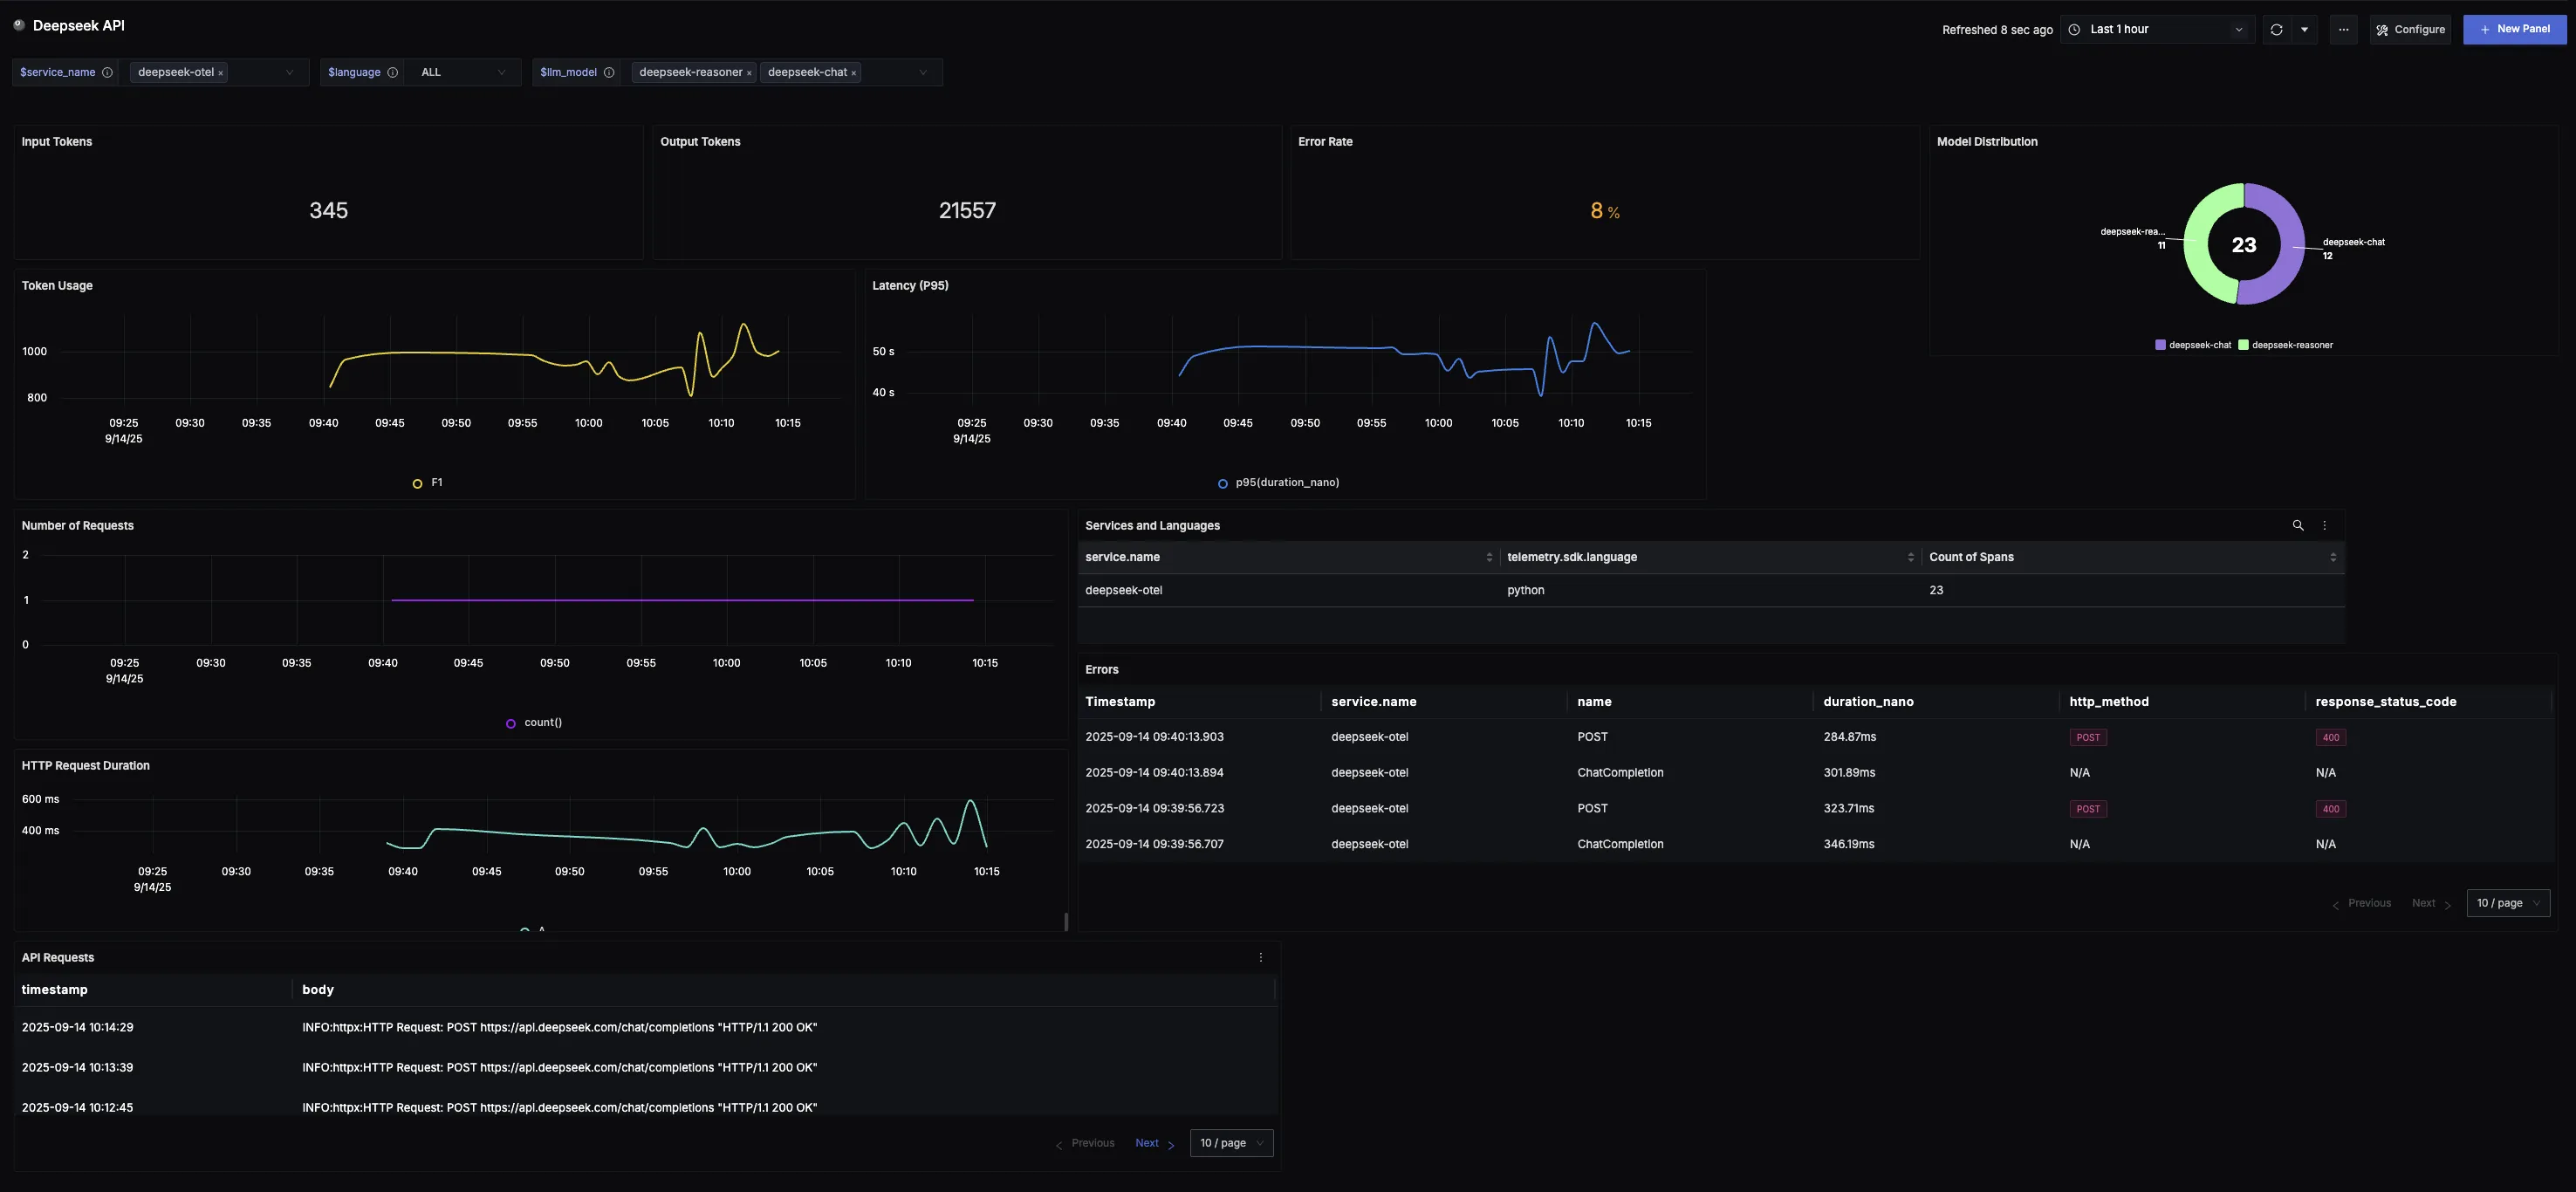 Deepseek API
Refreshed 8 sec ago
Last 1 hour
Configure
+ New Panel
$service_name
deepseek-otel ×
$language
ALL
$llm_model
deepseek-reasoner ×
deepseek-chat ×
Input Tokens
345
Output Tokens
21557
Error Rate
8 %
Model Distribution
deepseek-rea...
11
23
deepseek-chat
12
deepseek-chat
deepseek-reasoner
Token Usage
1000
800
09:25 09:30 09:35 09:40 09:45 09:50 09:55 10:00 10:05 10:10 10:15
9/14/25
F1
Latency (P95)
50 s
40 s
09:25 09:30 09:35 09:40 09:45 09:50 09:55 10:00 10:05 10:10 10:15
9/14/25
p95(duration_nano)
Number of Requests
2
1
0
09:25 09:30 09:35 09:40 09:45 09:50 09:55 10:00 10:05 10:10 10:15
9/14/25
count()
Services and Languages
service.name telemetry.sdk.language Count of Spans
deepseek-otel python 23
HTTP Request Duration
600 ms
400 ms
09:25 09:30 09:35 09:40 09:45 09:50 09:55 10:00 10:05 10:10 10:15
9/14/25
A
Errors
Timestamp service.name name duration_nano http_method response_status_code
2025-09-14 09:40:13.903 deepseek-otel POST 284.87ms POST 400
2025-09-14 09:40:13.894 deepseek-otel ChatCompletion 301.89ms N/A N/A
2025-09-14 09:39:56.723 deepseek-otel POST 323.71ms POST 400
2025-09-14 09:39:56.707 deepseek-otel ChatCompletion 346.19ms N/A N/A
< Previous Next > 10 / page
API Requests
timestamp body
2025-09-14 10:14:29 INFO:httpx:HTTP Request: POST https://api.deepseek.com/chat/completions "HTTP/1.1 200 OK"
2025-09-14 10:13:39 INFO:httpx:HTTP Request: POST https://api.deepseek.com/chat/completions "HTTP/1.1 200 OK"
2025-09-14 10:12:45 INFO:httpx:HTTP Request: POST https://api.deepseek.com/chat/completions "HTTP/1.1 200 OK"
< Previous Next > 10 / page